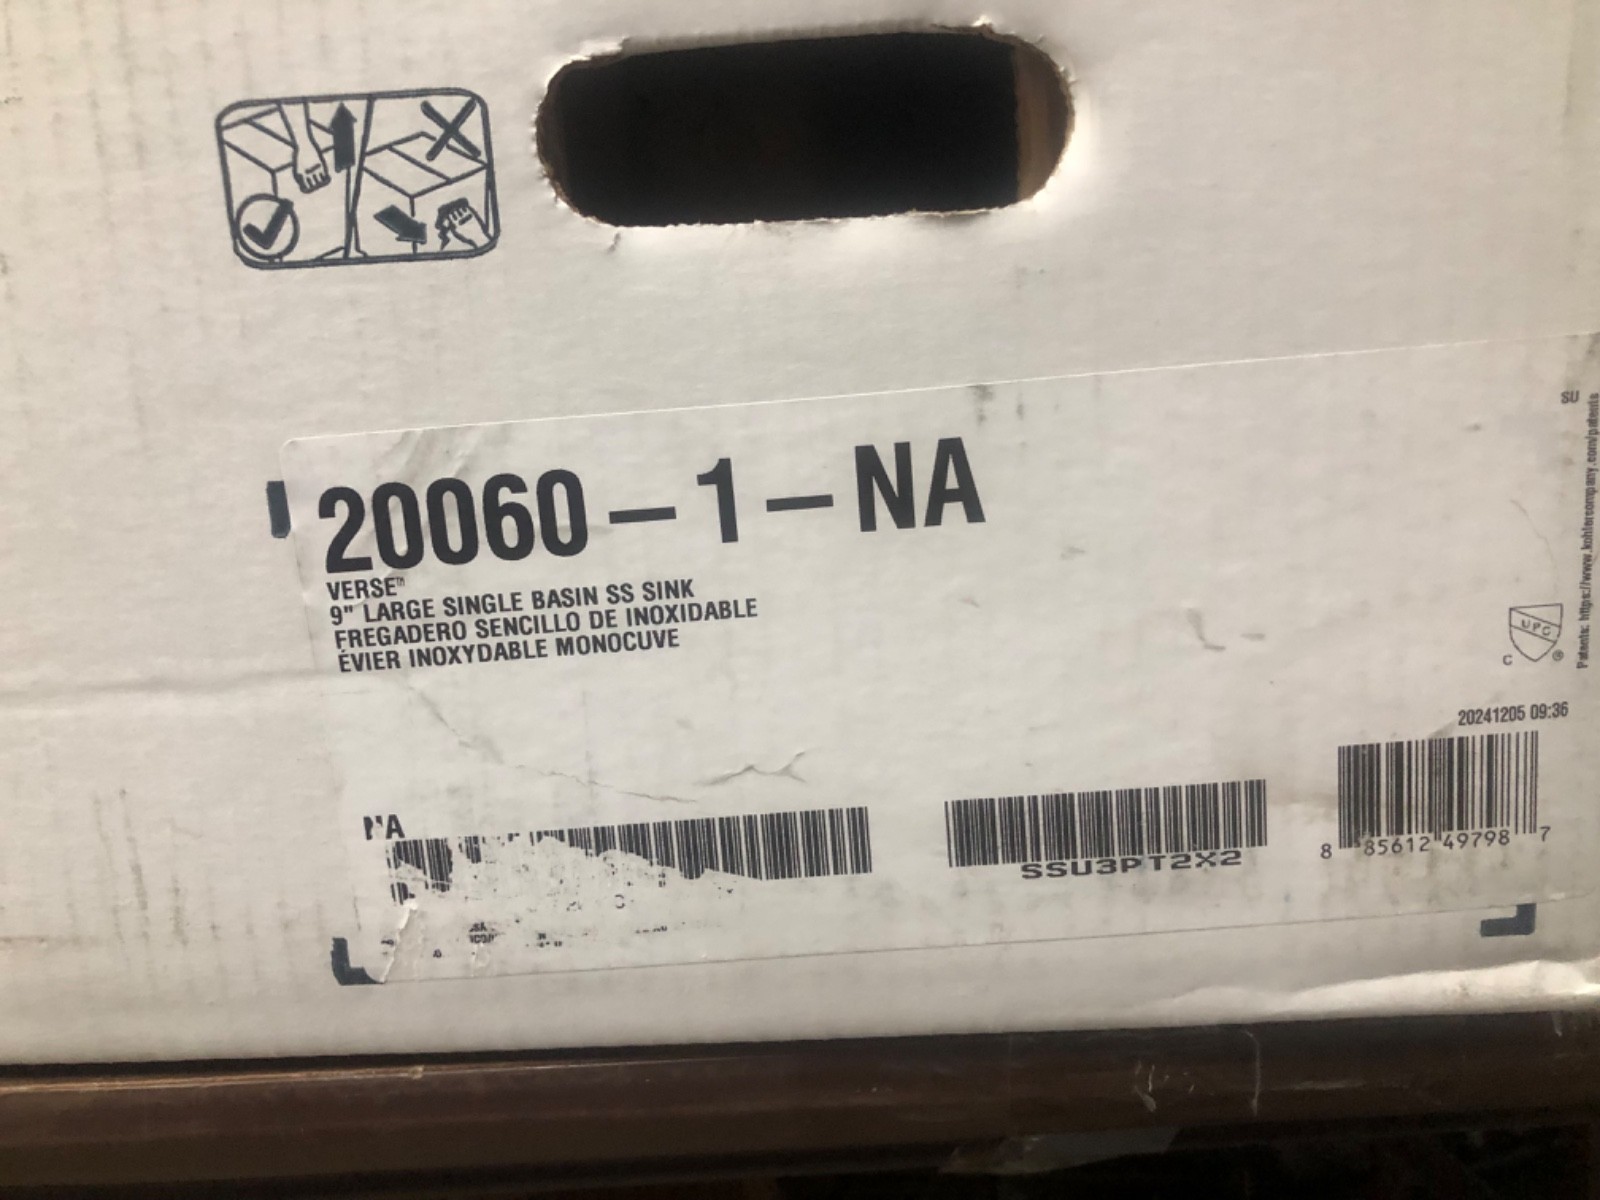 SU
Patents: https://www.kohlercompany.com/patents
20060-1-NA
VERSE™
9" LARGE SINGLE BASIN SS SINK
FREGADERO SENCILLO DE INOXIDABLE
ÉVIER INOXYDABLE MONOCUVE
UPC
C ®
20241205 09:36
NA
SSU3PT2X2
8 85612 49798 7